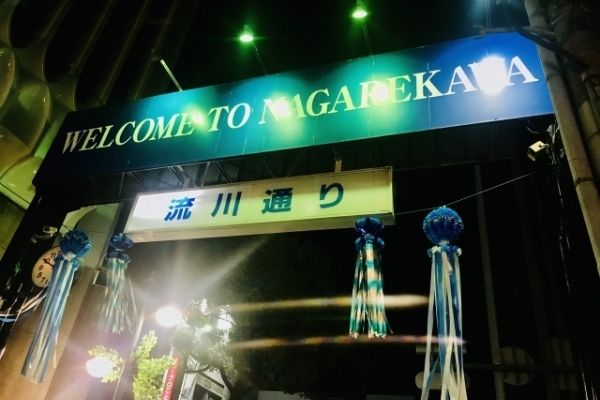 WELCOME TO NAGAREKAWA
流川通り